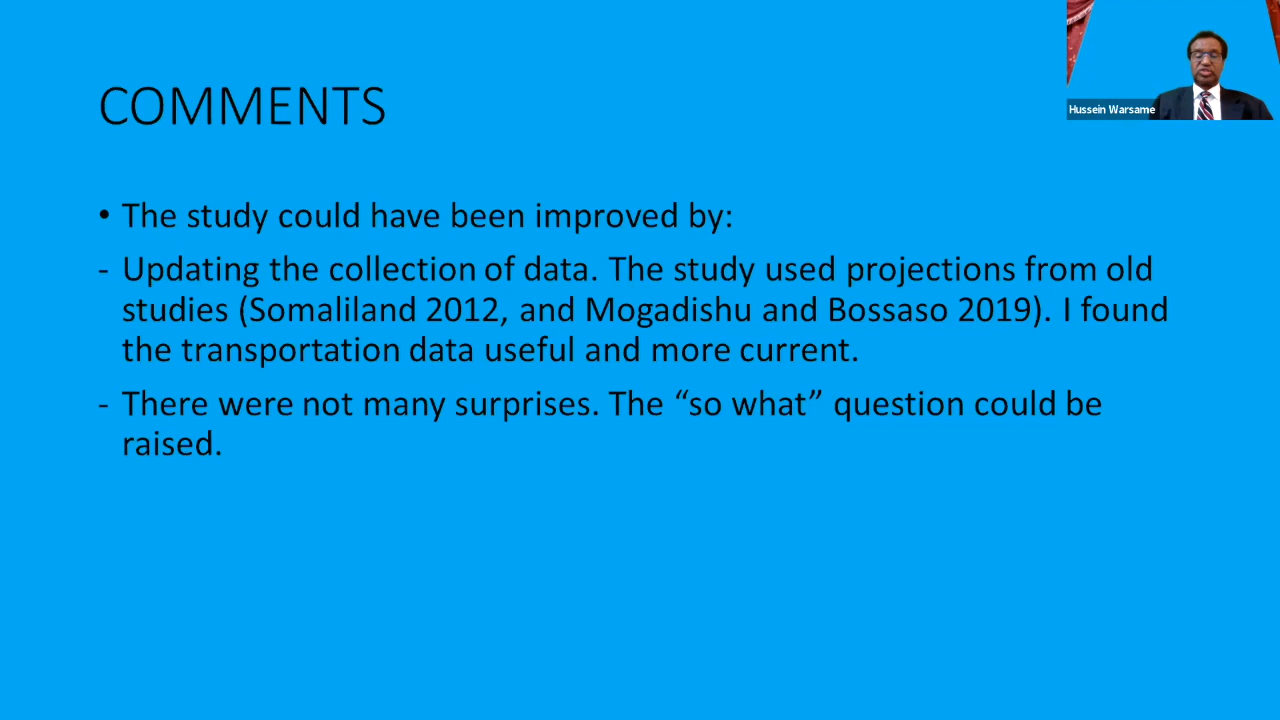 COMMENTS
Hussein Warsame
• The study could have been improved by:
- Updating the collection of data. The study used projections from old
studies (Somaliland 2012, and Mogadishu and Bossaso 2019). I found
the transportation data useful and more current.
- There were not many surprises. The “so what” question could be
raised.